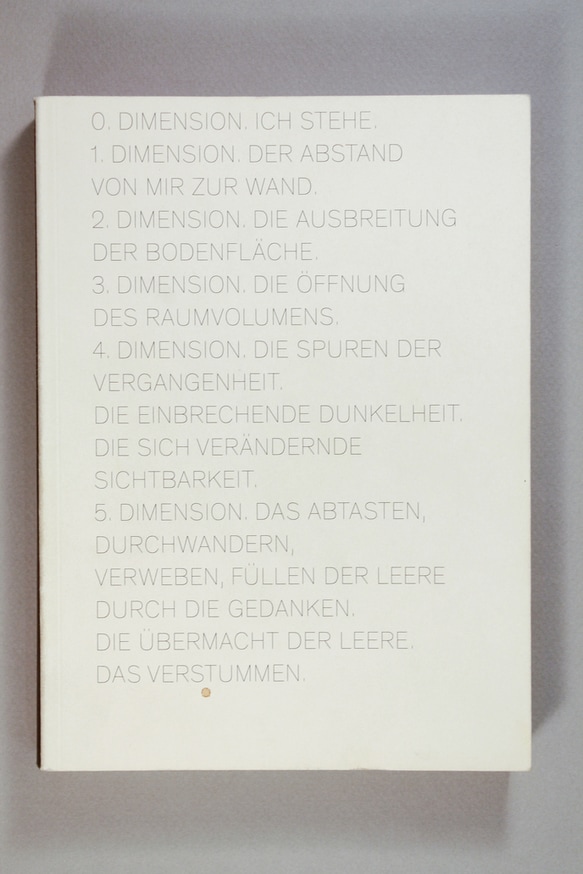 0. DIMENSION. ICH STEHE.
1. DIMENSION. DER ABSTAND
VON MIR ZUR WAND.
2. DIMENSION. DIE AUSBREITUNG
DER BODENFLÄCHE.
3. DIMENSION. DIE ÖFFNUNG
DES RAUMVOLUMENS.
4. DIMENSION. DIE SPUREN DER
VERGANGENHEIT.
DIE EINBRECHENDE DUNKELHEIT.
DIE SICH VERÄNDERNDE
SICHTBARKEIT.
5. DIMENSION. DAS ABTASTEN,
DURCHWANDERN,
VERWEBEN, FÜLLEN DER LEERE
DURCH DIE GEDANKEN.
DIE ÜBERMACHT DER LEERE.
DAS VERSTUMMEN.